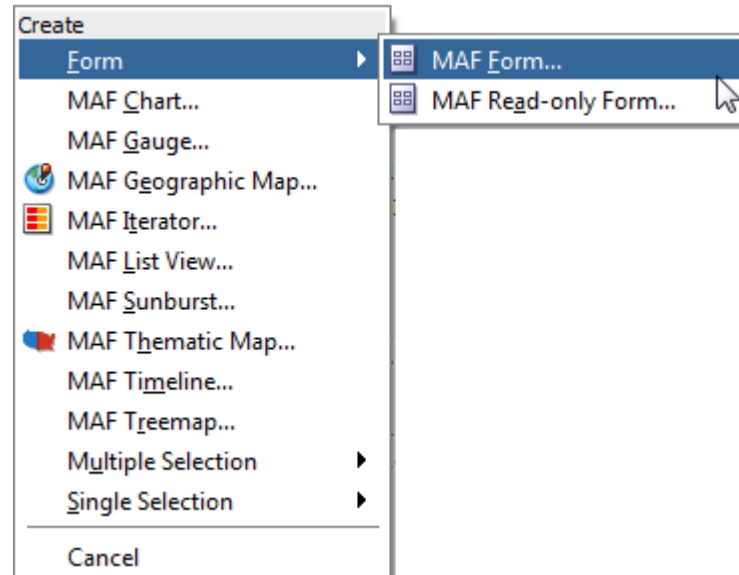 Create
Form
MAF Form...
MAF Read-only Form...
MAF Chart...
MAF Gauge...
MAF Geographic Map...
MAF Iterator...
MAF List View...
MAF Sunburst...
MAF Thematic Map...
MAF Timeline...
MAF Treemap...
Multiple Selection
Single Selection
Cancel